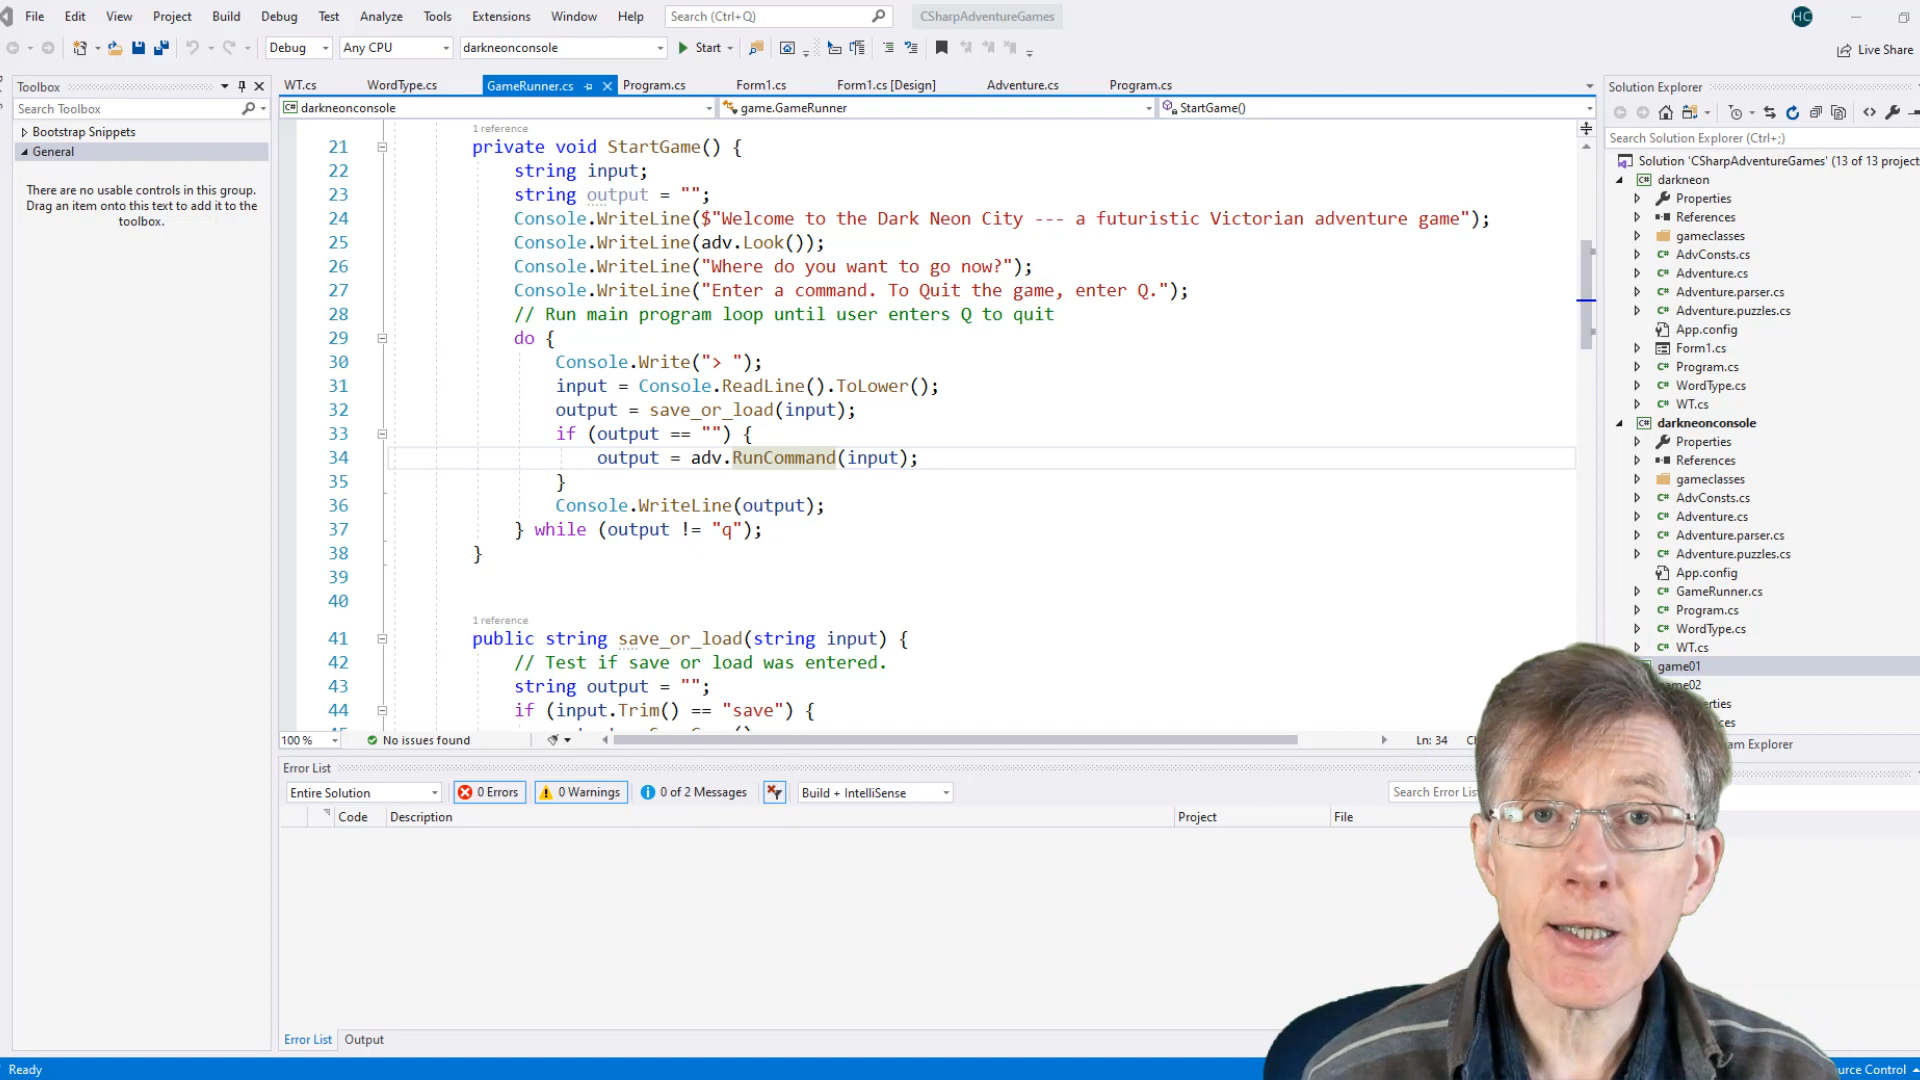 File Edit View Project Build Debug Test Analyze Tools Extensions Window Help Search (Ctrl+Q) CSharpAdventureGames HC
Debug Any CPU darkneonconsole Start Live Share
Toolbox
Search Toolbox
Bootstrap Snippets
General
There are no usable controls in this group.
Drag an item onto this text to add it to the
toolbox.
WT.cs WordType.cs GameRunner.cs Program.cs Form1.cs Form1.cs [Design] Adventure.cs Program.cs
darkneonconsole game.GameRunner StartGame()
1 reference
21 private void StartGame() {
22 string input;
23 string output = "";
24 Console.WriteLine($"Welcome to the Dark Neon City --- a futuristic Victorian adventure game");
25 Console.WriteLine(adv.Look());
26 Console.WriteLine("Where do you want to go now?");
27 Console.WriteLine("Enter a command. To Quit the game, enter Q.");
28 // Run main program loop until user enters Q to quit
29 do {
30 Console.Write("> ");
31 input = Console.ReadLine().ToLower();
32 output = save_or_load(input);
33 if (output == "") {
34 output = adv.RunCommand(input);
35 }
36 Console.WriteLine(output);
37 } while (output != "q");
38 }
39
40
1 reference
41 public string save_or_load(string input) {
42 // Test if save or load was entered.
43 string output = "";
44 if (input.Trim() == "save") {
100 % No issues found Ln: 34
Error List
Entire Solution 0 Errors 0 Warnings 0 of 2 Messages Build + IntelliSense Search Error List
Code Description Project File
Error List Output
Ready
Solution Explorer
Search Solution Explorer (Ctrl+;)
Solution 'CSharpAdventureGames' (13 of 13 project
darkneon
Properties
References
gameclasses
AdvConsts.cs
Adventure.cs
Adventure.parser.cs
Adventure.puzzles.cs
App.config
Form1.cs
Program.cs
WordType.cs
WT.cs
darkneonconsole
Properties
References
gameclasses
AdvConsts.cs
Adventure.cs
Adventure.parser.cs
Adventure.puzzles.cs
App.config
GameRunner.cs
Program.cs
WordType.cs
WT.cs
game01
ame02
erties
ces
am Explorer
urce Control